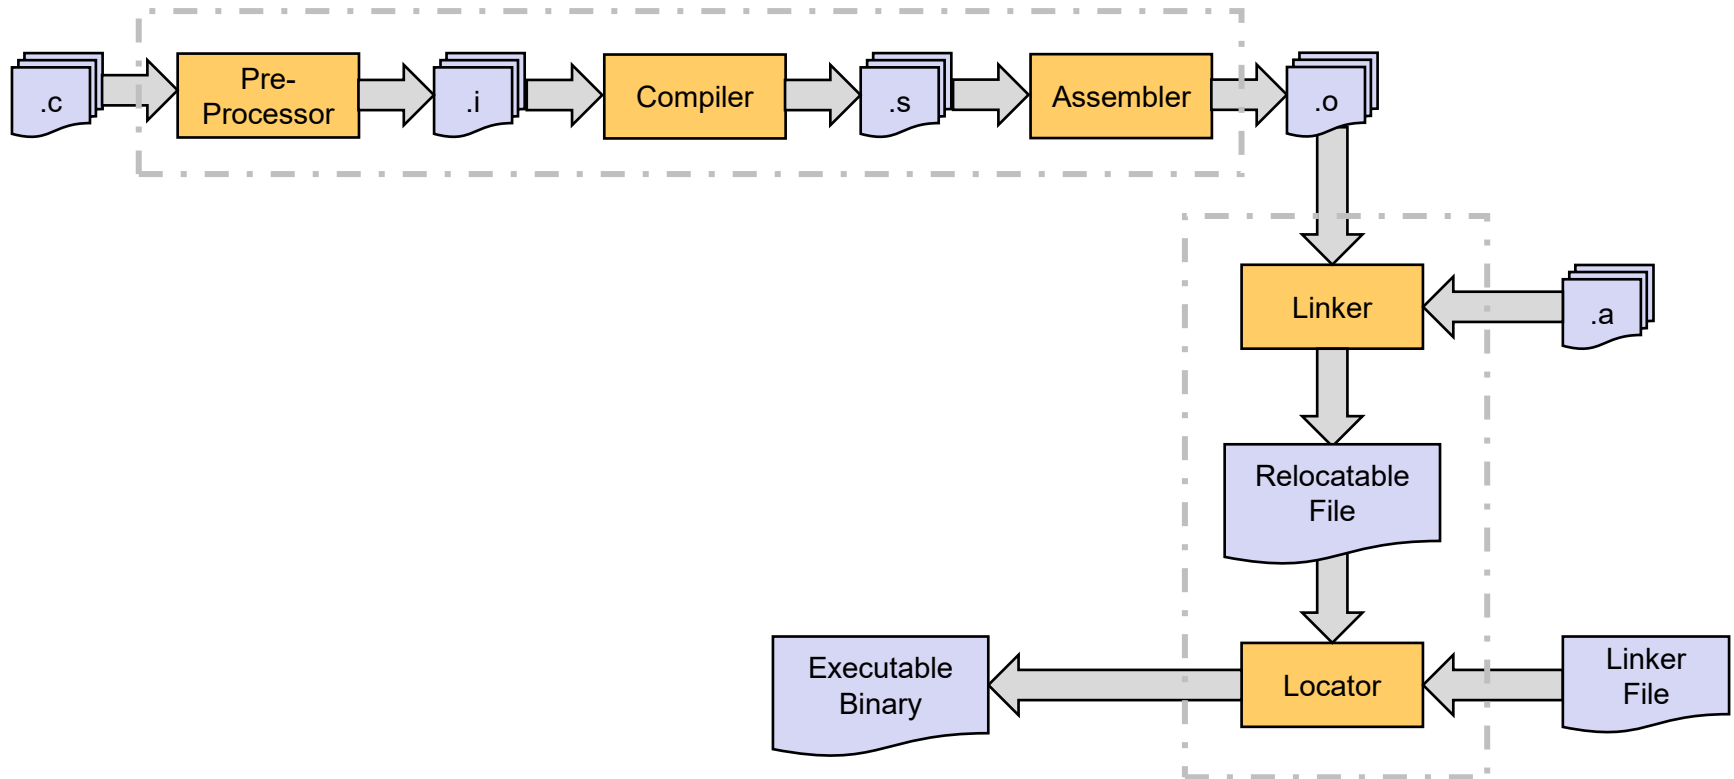 .c
Pre-
Processor
.i
Compiler
.s
Assembler
.o
Linker
.a
Relocatable
File
Executable
Binary
Locator
Linker
File